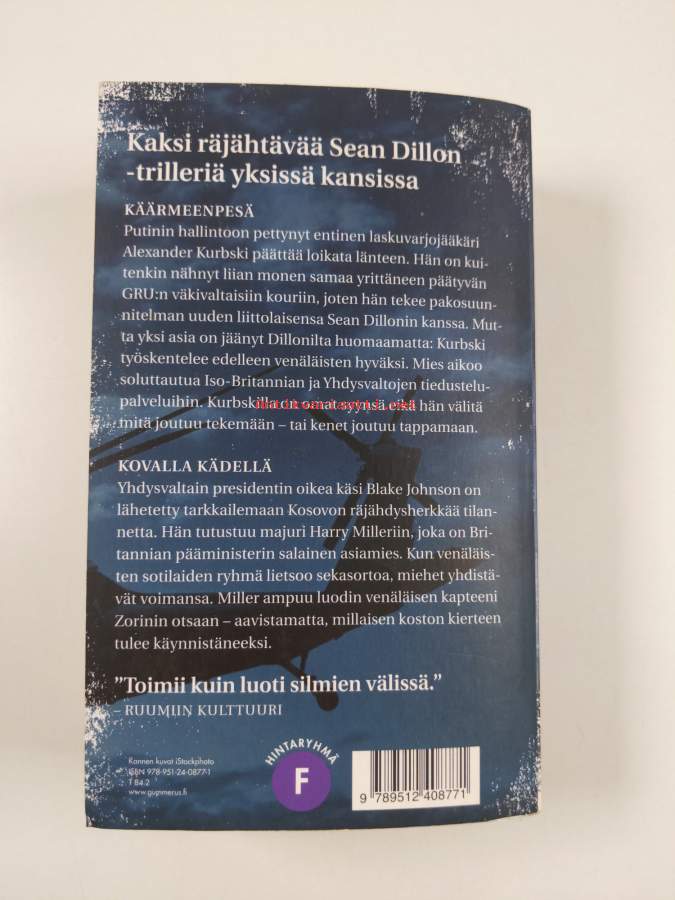 Kaksi räjähtävää Sean Dillon
-trilleriä yksissä kansissa
KÄÄRMEENPESÄ
Putinin hallintoon pettynyt entinen laskuvarjojääkäri
Alexander Kurbski päättää loikata länteen. Hän on kui-
tenkin nähnyt liian monen samaa yrittäneen päätyvän
GRU:n väkivaltaisiin kouriin, joten hän tekee pakosuun-
nitelman uuden liittolaisensa Sean Dillonin kanssa. Mut-
ta yksi asia on jäänyt Dillonilta huomaamatta: Kurbski
työskentelee edelleen venäläisten hyväksi. Mies aikoo
soluttautua Iso-Britannian ja Yhdysvaltojen tiedustelu-
palveluihin. Kurbskilla on omat syynsä eikä hän välitä
mitä joutuu tekemään – tai kenet joutuu tappamaan.
KOVALLA KÄDELLÄ
Yhdysvaltain presidentin oikea käsi Blake Johnson on
lähetetty tarkkailemaan Kosovon räjähdysherkkää tilan-
netta. Hän tutustuu majuri Harry Milleriin, joka on Bri-
tannian pääministerin salainen asiamies. Kun venäläis-
ten sotilaiden ryhmä lietsoo sekasortoa, miehet yhdistä-
vät voimansa. Miller ampuu luodin venäläisen kapteeni
Zorinin otsaan – aavistamatta, millaisen koston kierteen
tulee käynnistäneeksi.
”Toimii kuin luoti silmien välissä.”
– RUUMIIN KULTTUURI
Kannen kuvat iStockphoto
ISBN 978-951-24-0877-1
T 84.2
www.gummerus.fi
HINTARYHMÄ
F
9 789512 408771